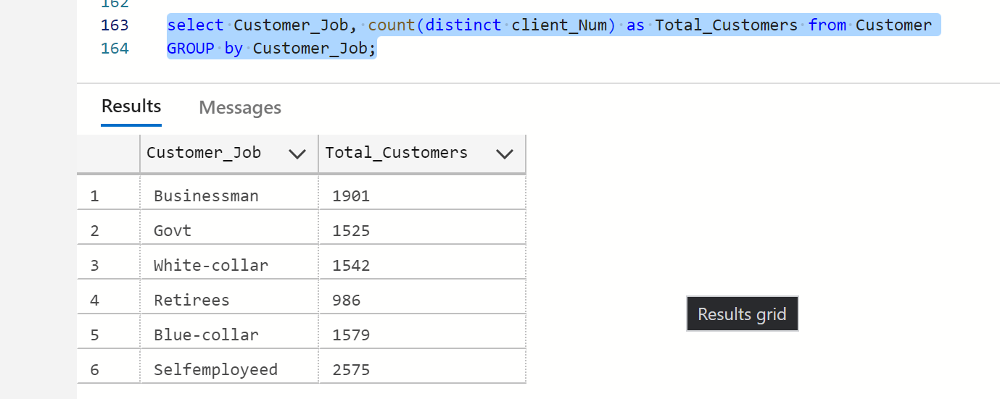 162
163 select Customer_Job, count(distinct client_Num) as Total_Customers from Customer
164 GROUP by Customer_Job;
Results Messages
Customer_Job Total_Customers
1 Businessman 1901
2 Govt 1525
3 White-collar 1542
4 Retirees 986
Results grid
5 Blue-collar 1579
6 Selfemployeed 2575